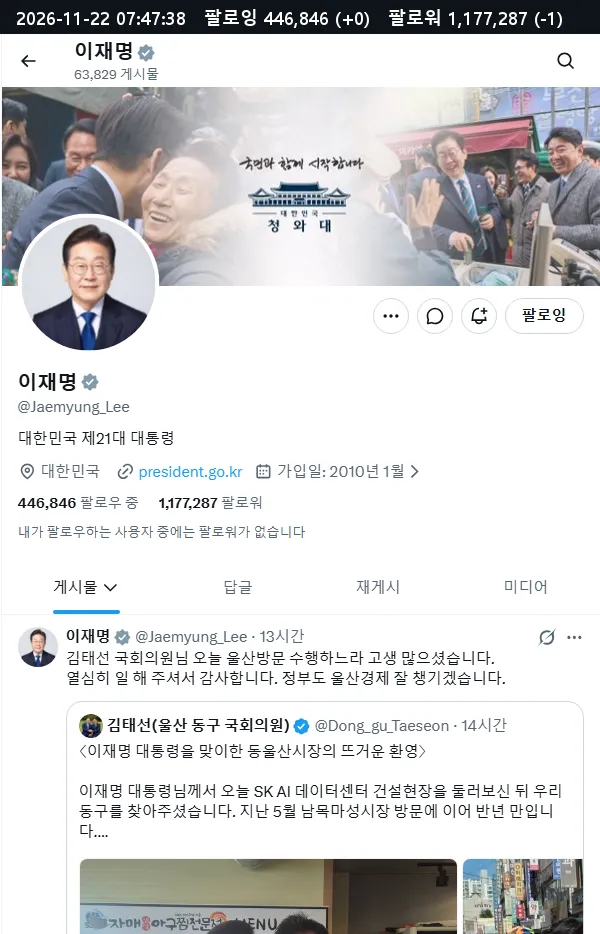 2026-11-22 07:47:38 팔로잉 446,846 (+0) 팔로워 1,177,287 (-1)
이재명
63,829 게시물
국민과 함께 시작합니다
대한민국
청와대
팔로잉
이재명
@Jaemyung_Lee
대한민국 제21대 대통령
대한민국 president.go.kr 가입일: 2010년 1월
446,846 팔로우 중 1,177,287 팔로워
내가 팔로우하는 사용자 중에는 팔로워가 없습니다
게시물 답글 재게시 미디어
이재명 @Jaemyung_Lee · 13시간
김태선 국회의원님 오늘 울산방문 수행하느라 고생 많으셨습니다.
열심히 일 해 주셔서 감사합니다. 정부도 울산경제 잘 챙기겠습니다.
김태선(울산 동구 국회의원) @Dong_gu_Taeseon · 14시간
〈이재명 대통령을 맞이한 동울산시장의 뜨거운 환영〉
이재명 대통령님께서 오늘 SK AI 데이터센터 건설현장을 둘러보신 뒤 우리
동구를 찾아주셨습니다. 지난 5월 남목마성시장 방문에 이어 반년 만입니
다....
자매 아구찜전문점 MENU